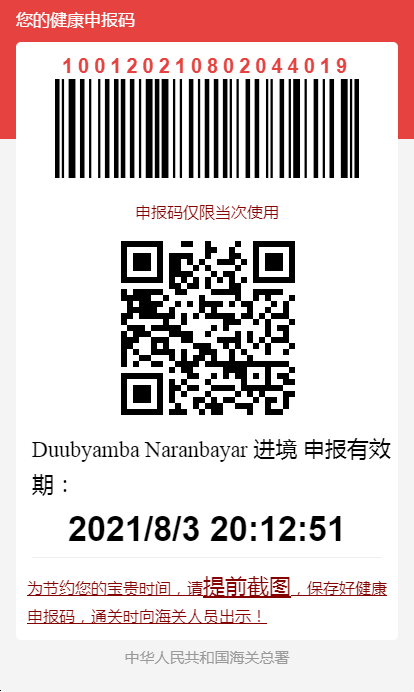 您的健康申报码
100120210802044019
申报码仅限当次使用
Duubyamba Naranbayar 进境 申报有效
期：
2021/8/3 20:12:51
为节约您的宝贵时间，请提前截图，保存好健康
申报码，通关时向海关人员出示！
中华人民共和国海关总署